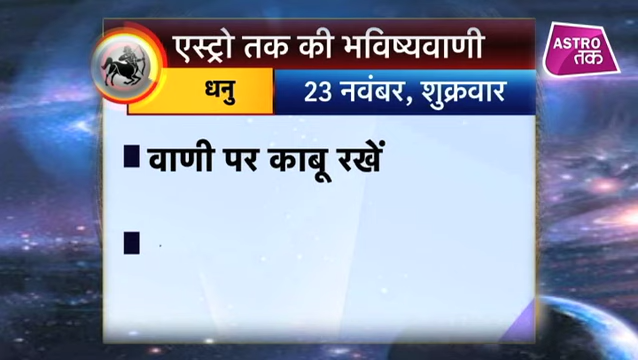 एस्ट्रो तक की भविष्यवाणी
ASTRO
तक
धनु
23 नवंबर, शुक्रवार
वाणी पर काबू रखें